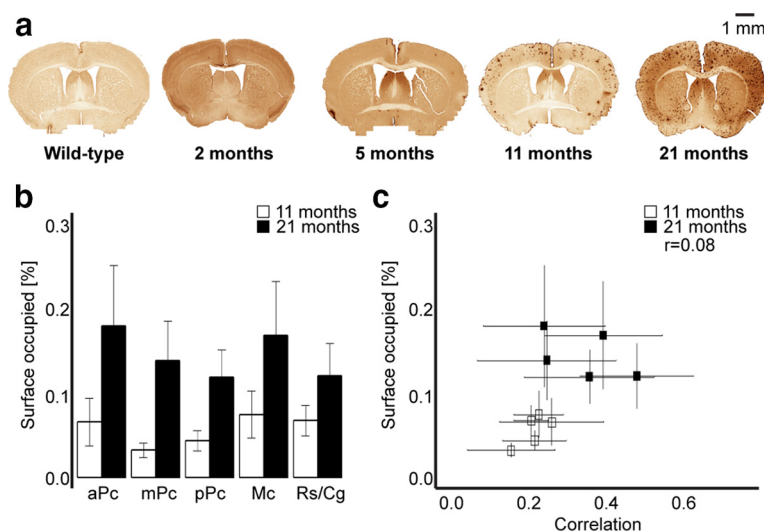 a
1 mm
Wild-type
2 months
5 months
11 months
21 months
b
11 months
21 months
Surface occupied [%]
0.3
0.2
0.1
0.0
aPc mPc pPc Mc Rs/Cg
c
11 months
21 months
r=0.08
Surface occupied [%]
0.3
0.2
0.1
0.0
0.0 0.2 0.4 0.6
Correlation